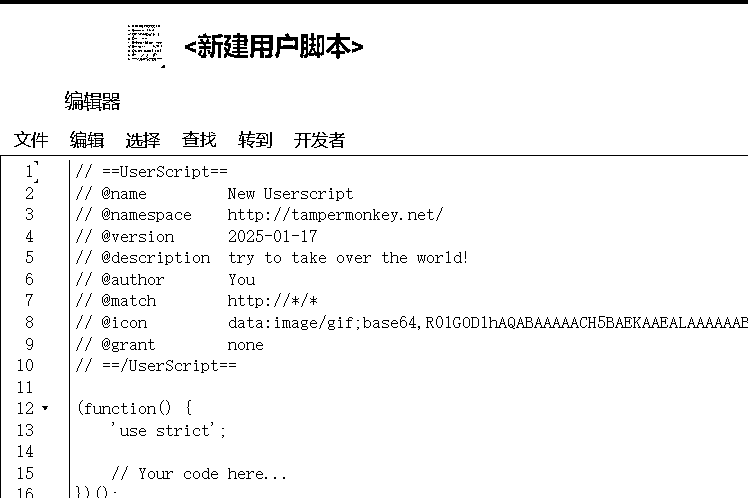 <新建用户脚本>
编辑器
文件 编辑 选择 查找 转到 开发者
1 // ==UserScript==
2 // @name New Userscript
3 // @namespace http://tampermonkey.net/
4 // @version 2025-01-17
5 // @description try to take over the world!
6 // @author You
7 // @match http://*/*
8 // @icon data:image/gif;base64,R0lGODlhAQABAAAAACH5BAEKAAEALAAAAAAB
9 // @grant none
10 // ==/UserScript==
11
12 (function() {
13 'use strict';
14
15 // Your code here...
16 })();